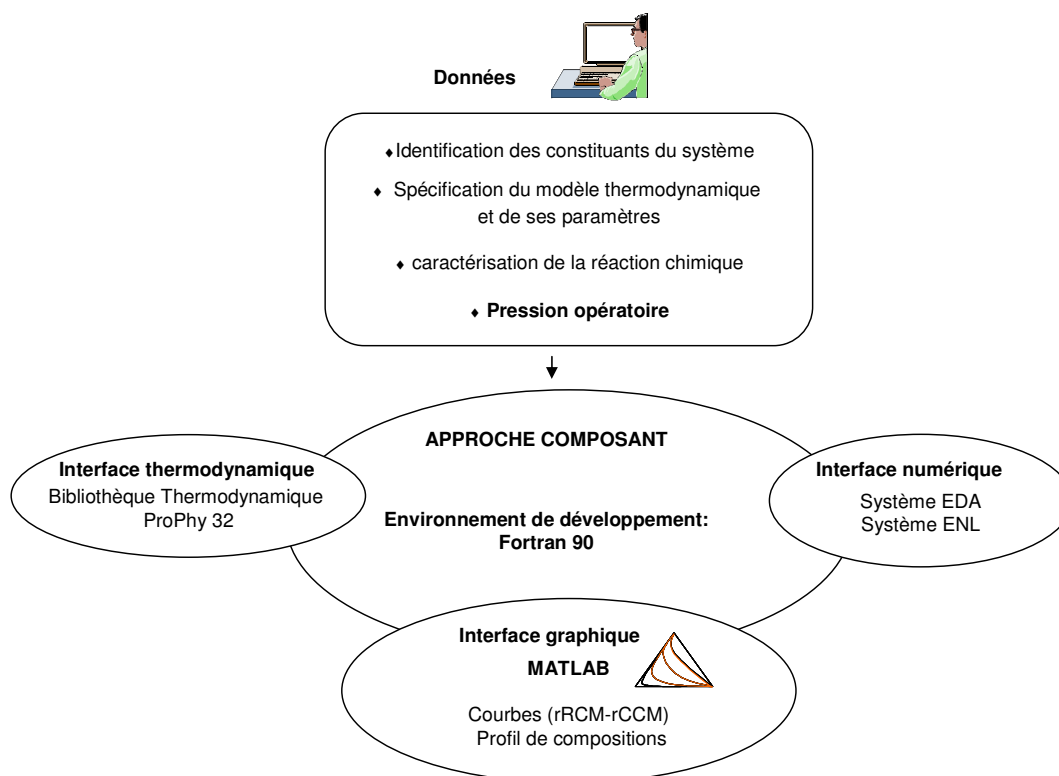 Données
♦Identification des constituants du système
♦ Spécification du modèle thermodynamique
et de ses paramètres
♦ caractérisation de la réaction chimique
♦ Pression opératoire
APPROCHE COMPOSANT
Interface thermodynamique
Bibliothèque Thermodynamique
ProPhy 32
Interface numérique
Système EDA
Système ENL
Environnement de développement:
Fortran 90
Interface graphique
MATLAB
Courbes (rRCM-rCCM)
Profil de compositions